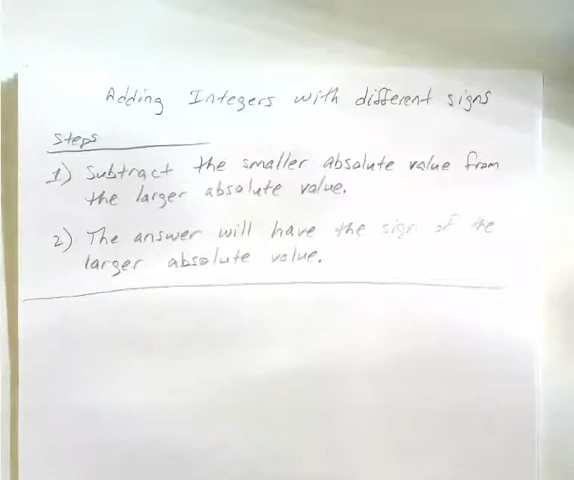 Adding Integers with different signs
Steps
1) Subtract the smaller absolute value from
the larger absolute value.
2) The answer will have the sign of the
larger absolute value.